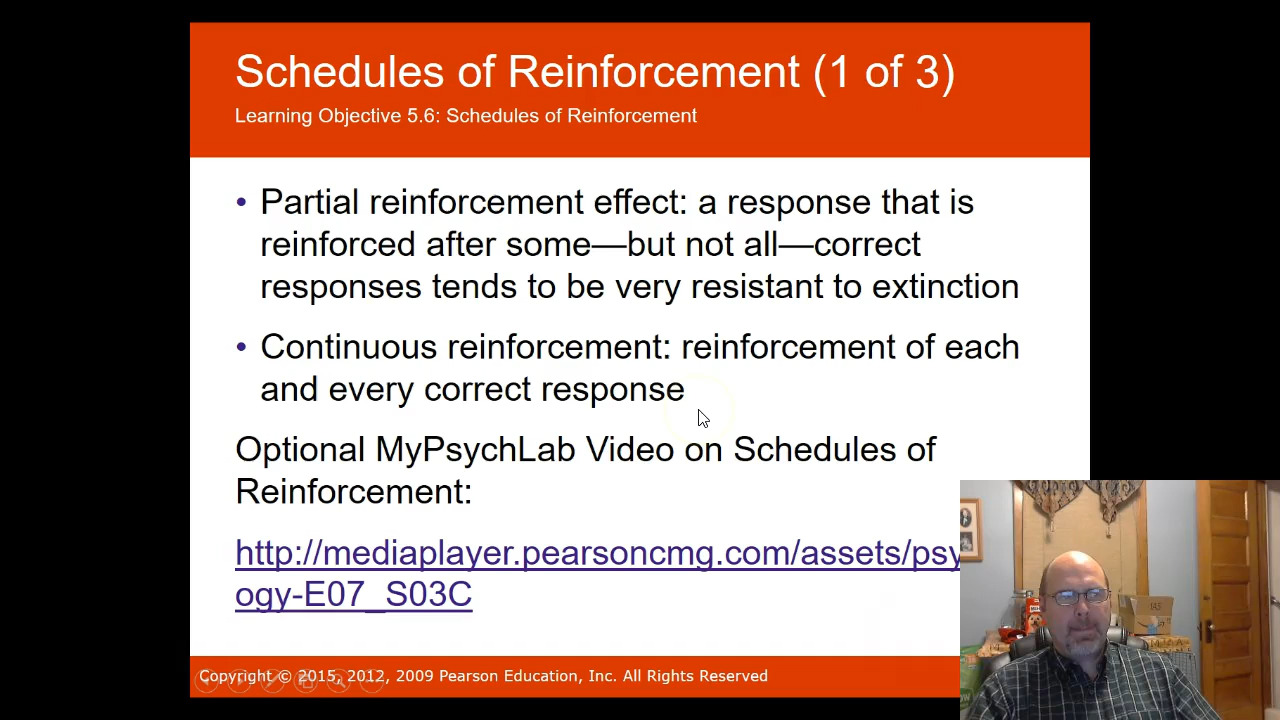 Schedules of Reinforcement (1 of 3)
Learning Objective 5.6: Schedules of Reinforcement
• Partial reinforcement effect: a response that is
reinforced after some—but not all—correct
responses tends to be very resistant to extinction
• Continuous reinforcement: reinforcement of each
and every correct response
Optional MyPsychLab Video on Schedules of
Reinforcement:
http://mediaplayer.pearsoncmg.com/assets/psy
ogy-E07_S03C
Copyright © 2015, 2012, 2009 Pearson Education, Inc. All Rights Reserved